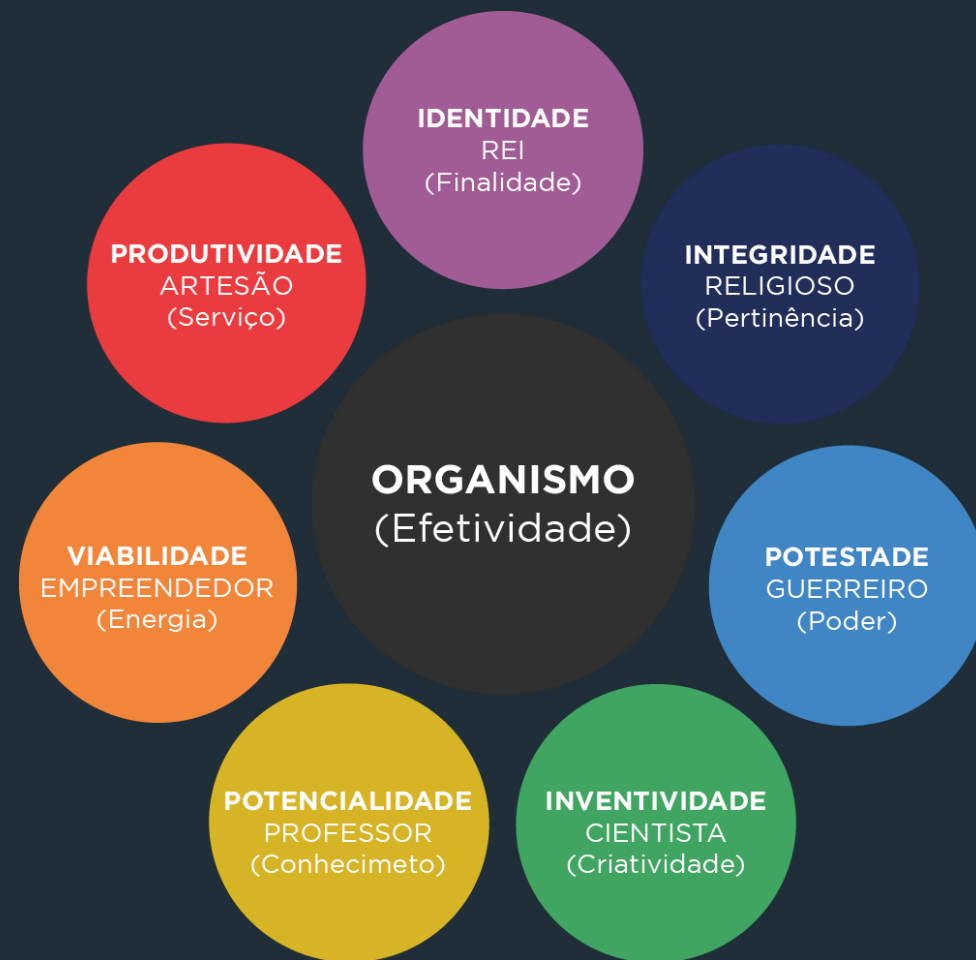 IDENTIDADE
REI
(Finalidade)
PRODUTIVIDADE
ARTESÃO
(Serviço)
INTEGRIDADE
RELIGIOSO
(Pertinência)
ORGANISMO
(Efetividade)
VIABILIDADE
EMPREENDEDOR
(Energia)
POTESTADE
GUERREIRO
(Poder)
POTENCIALIDADE
PROFESSOR
(Conhecimeto)
INVENTIVIDADE
CIENTISTA
(Criatividade)